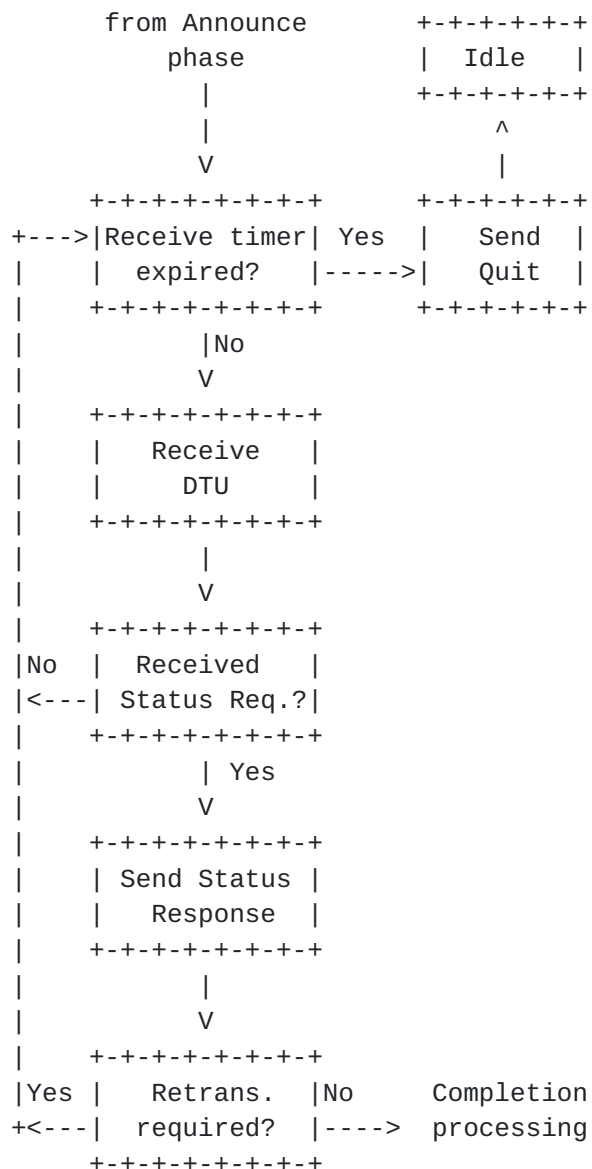 from Announce       +-+-+-+-+-+
          phase           |  Idle   |
            |             +-+-+-+-+-+
            |                  ^
            V                  |
     +-+-+-+-+-+-+-+      +-+-+-+-+-+
+--->|Receive timer| Yes  |   Send  |
|    |  expired?   |----->|   Quit  |
|    +-+-+-+-+-+-+-+      +-+-+-+-+-+
|           |No
|           V
|    +-+-+-+-+-+-+-+
|    |   Receive   |
|    |     DTU     |
|    +-+-+-+-+-+-+-+
|           |
|           V
|    +-+-+-+-+-+-+-+
|No  |  Received   |
|<---| Status Req.?|
|    +-+-+-+-+-+-+-+
|           | Yes
|           V
|    +-+-+-+-+-+-+-+
|    | Send Status |
|    |   Response  |
|    +-+-+-+-+-+-+-+
|           |
|           V
|    +-+-+-+-+-+-+-+
|Yes |   Retrans.  |No     Completion
+<---|  required?  |---->  processing
     +-+-+-+-+-+-+-+